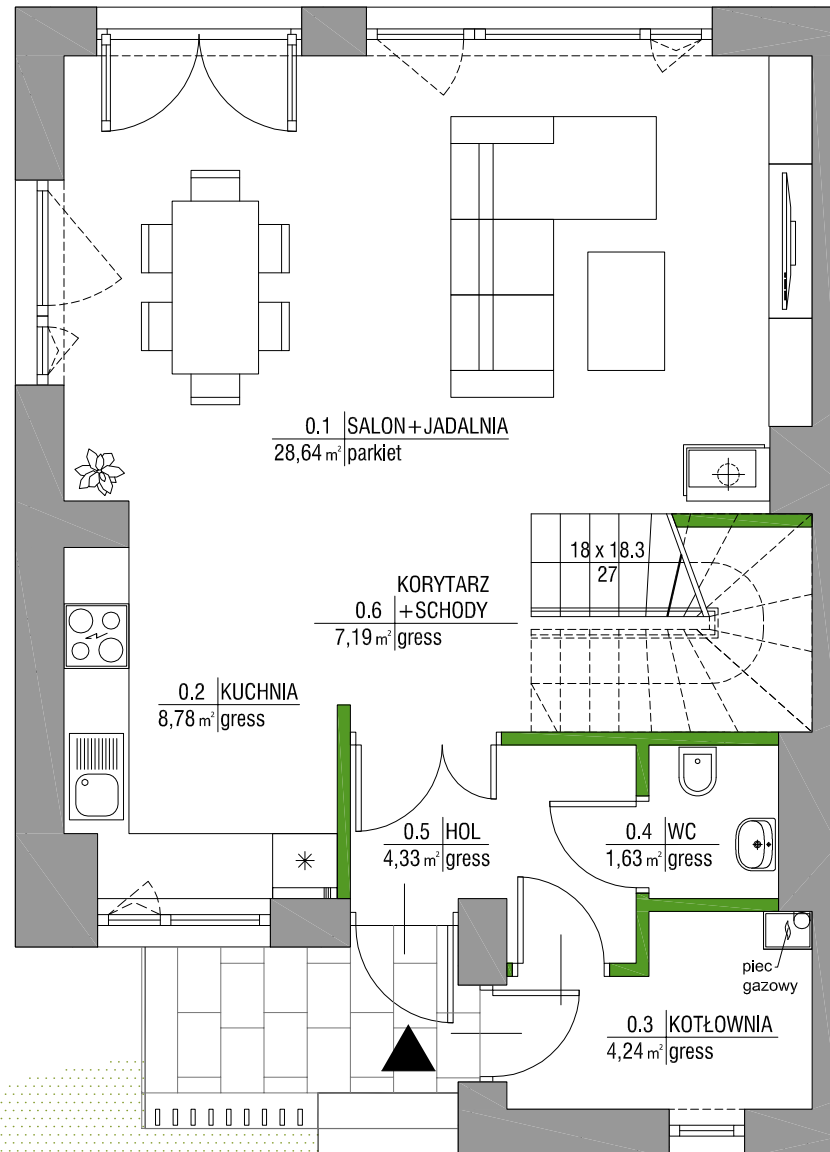 0.1 SALON+JADALNIA
28,64 m² parkiet
18 x 18.3
27
KORYTARZ
0.6 +SCHODY
7,19 m² gress
0.2 KUCHNIA
8,78 m² gress
0.5 HOL
4,33 m² gress
0.4 WC
1,63 m² gress
piec
gazowy
0.3 KOTŁOWNIA
4,24 m² gress